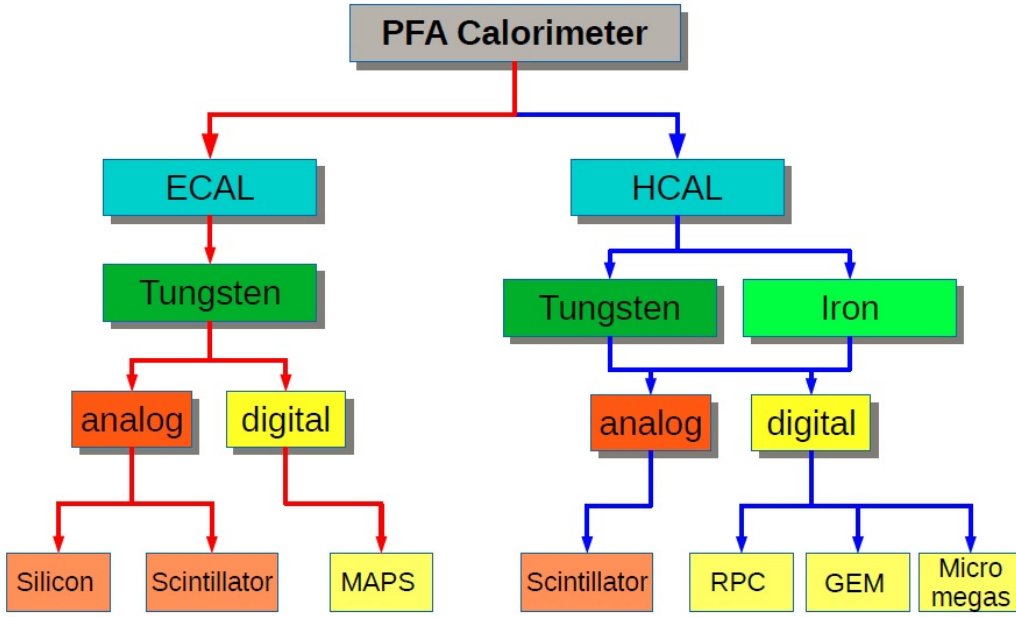 PFA Calorimeter
ECAL
HCAL
Tungsten
Tungsten
Iron
analog
digital
analog
digital
Silicon
Scintillator
MAPS
Scintillator
RPC
GEM
Micro
megas